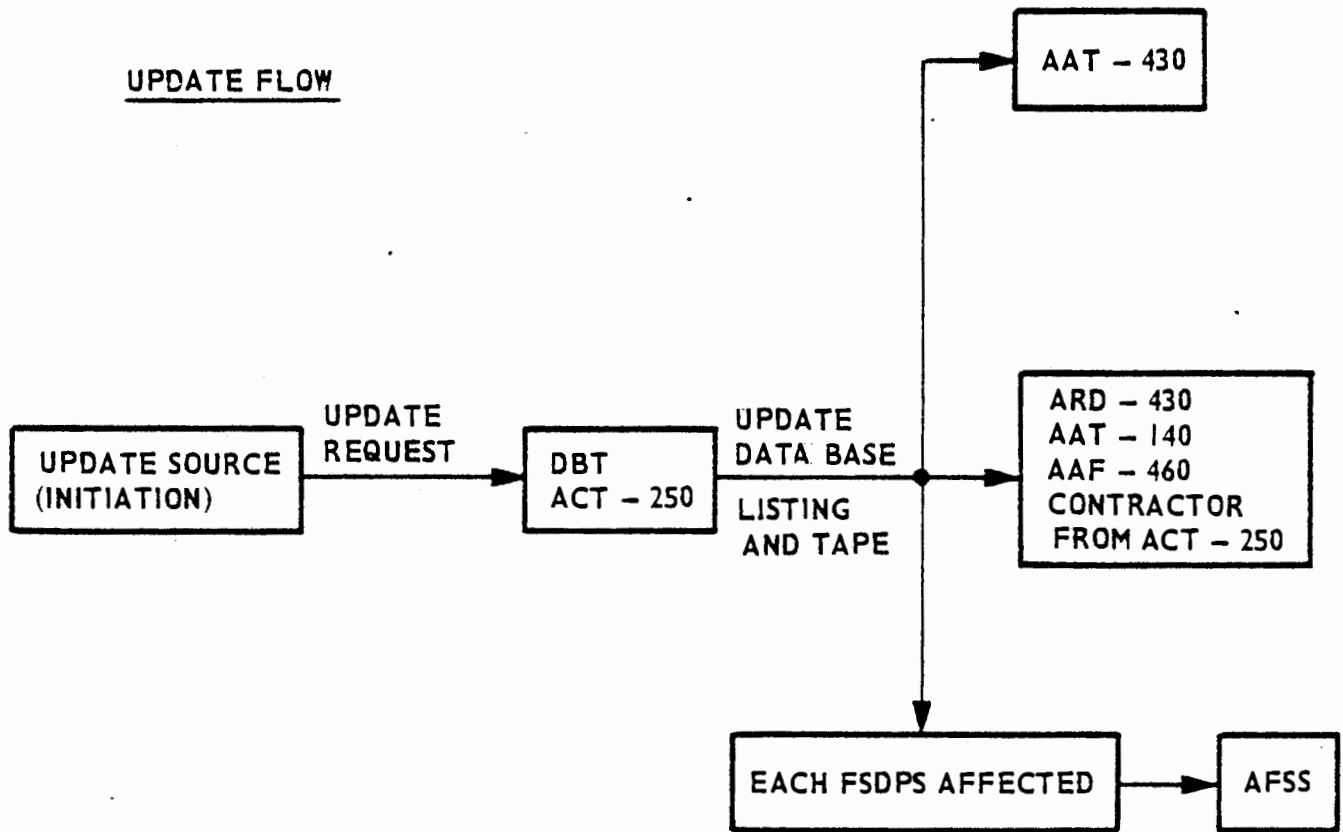 UPDATE FLOW
AAT – 430
UPDATE SOURCE
(INITIATION)
UPDATE
REQUEST
DBT
ACT – 250
UPDATE
DATA BASE
LISTING
AND TAPE
ARD – 430
AAT – 140
AAF – 460
CONTRACTOR
FROM ACT – 250
EACH FSDPS AFFECTED
AFSS